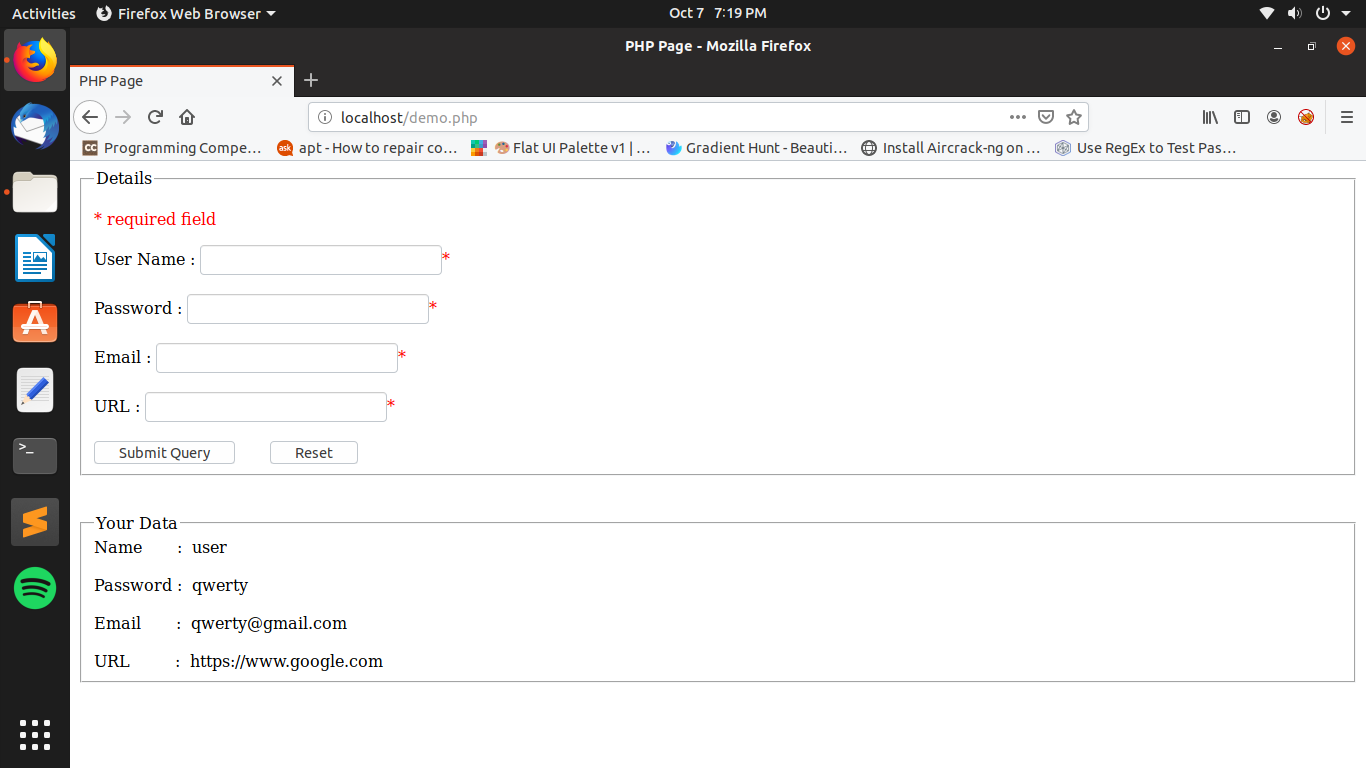 Activities Firefox Web Browser Oct 7 7:19 PM
PHP Page - Mozilla Firefox
PHP Page
localhost/demo.php
CC Programming Compe… ask apt - How to repair co… Flat UI Palette v1 | … Gradient Hunt - Beauti… Install Aircrack-ng on … Use RegEx to Test Pas…
Details
* required field
User Name : *
Password : *
Email : *
URL : *
Submit Query Reset
Your Data
Name : user
Password : qwerty
Email : qwerty@gmail.com
URL : https://www.google.com